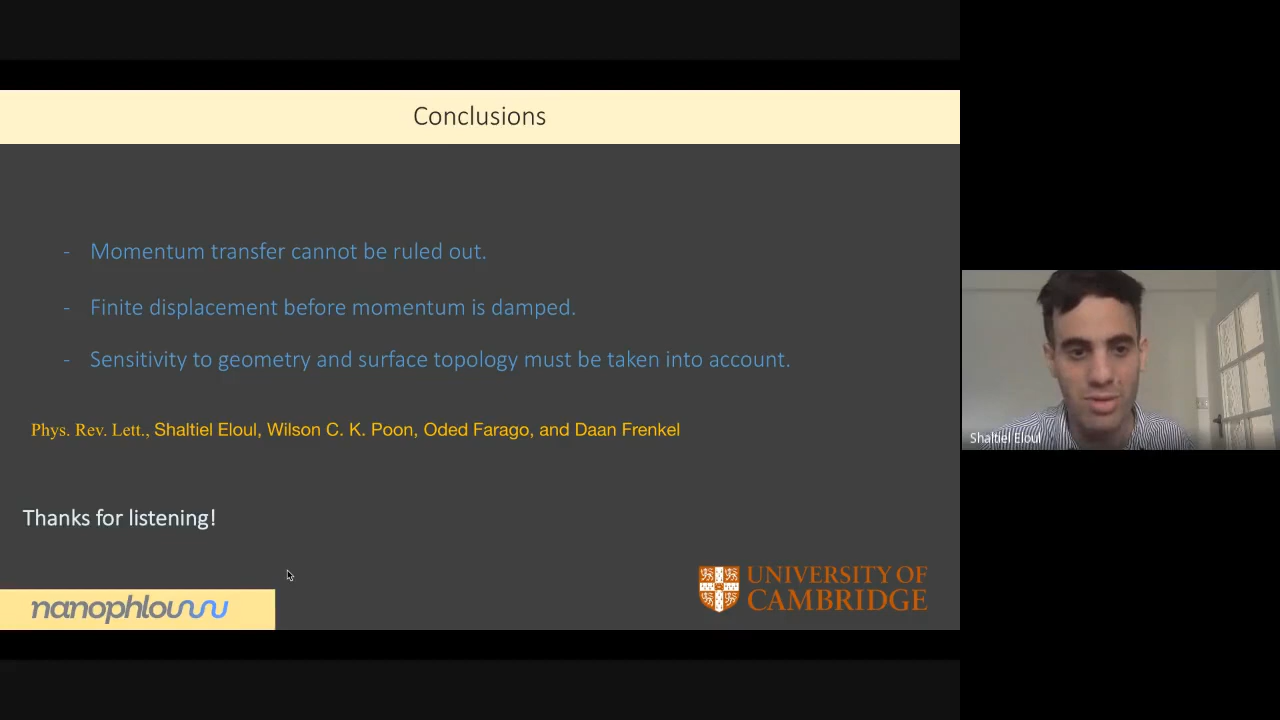 Conclusions
- Momentum transfer cannot be ruled out.
- Finite displacement before momentum is damped.
- Sensitivity to geometry and surface topology must be taken into account.
Phys. Rev. Lett., Shaltiel Eloul, Wilson C. K. Poon, Oded Farago, and Daan Frenkel
Shaltiel Eloul
Thanks for listening!
nanophlow
UNIVERSITY OF
CAMBRIDGE